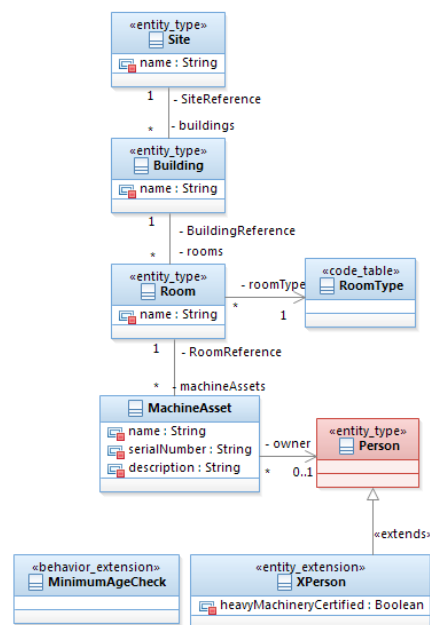 «entity_type»
Site
name : String
1
- SiteReference
*
- buildings
«entity_type»
Building
name : String
1
- BuildingReference
*
- rooms
«entity_type»
Room
name : String
- roomType
*
1
«code_table»
RoomType
1
- RoomReference
*
- machineAssets
MachineAsset
name : String
serialNumber : String
description : String
- owner
*
0..1
«entity_type»
Person
«extends»
«behavior_extension»
MinimumAgeCheck
«entity_extension»
XPerson
heavyMachineryCertified : Boolean